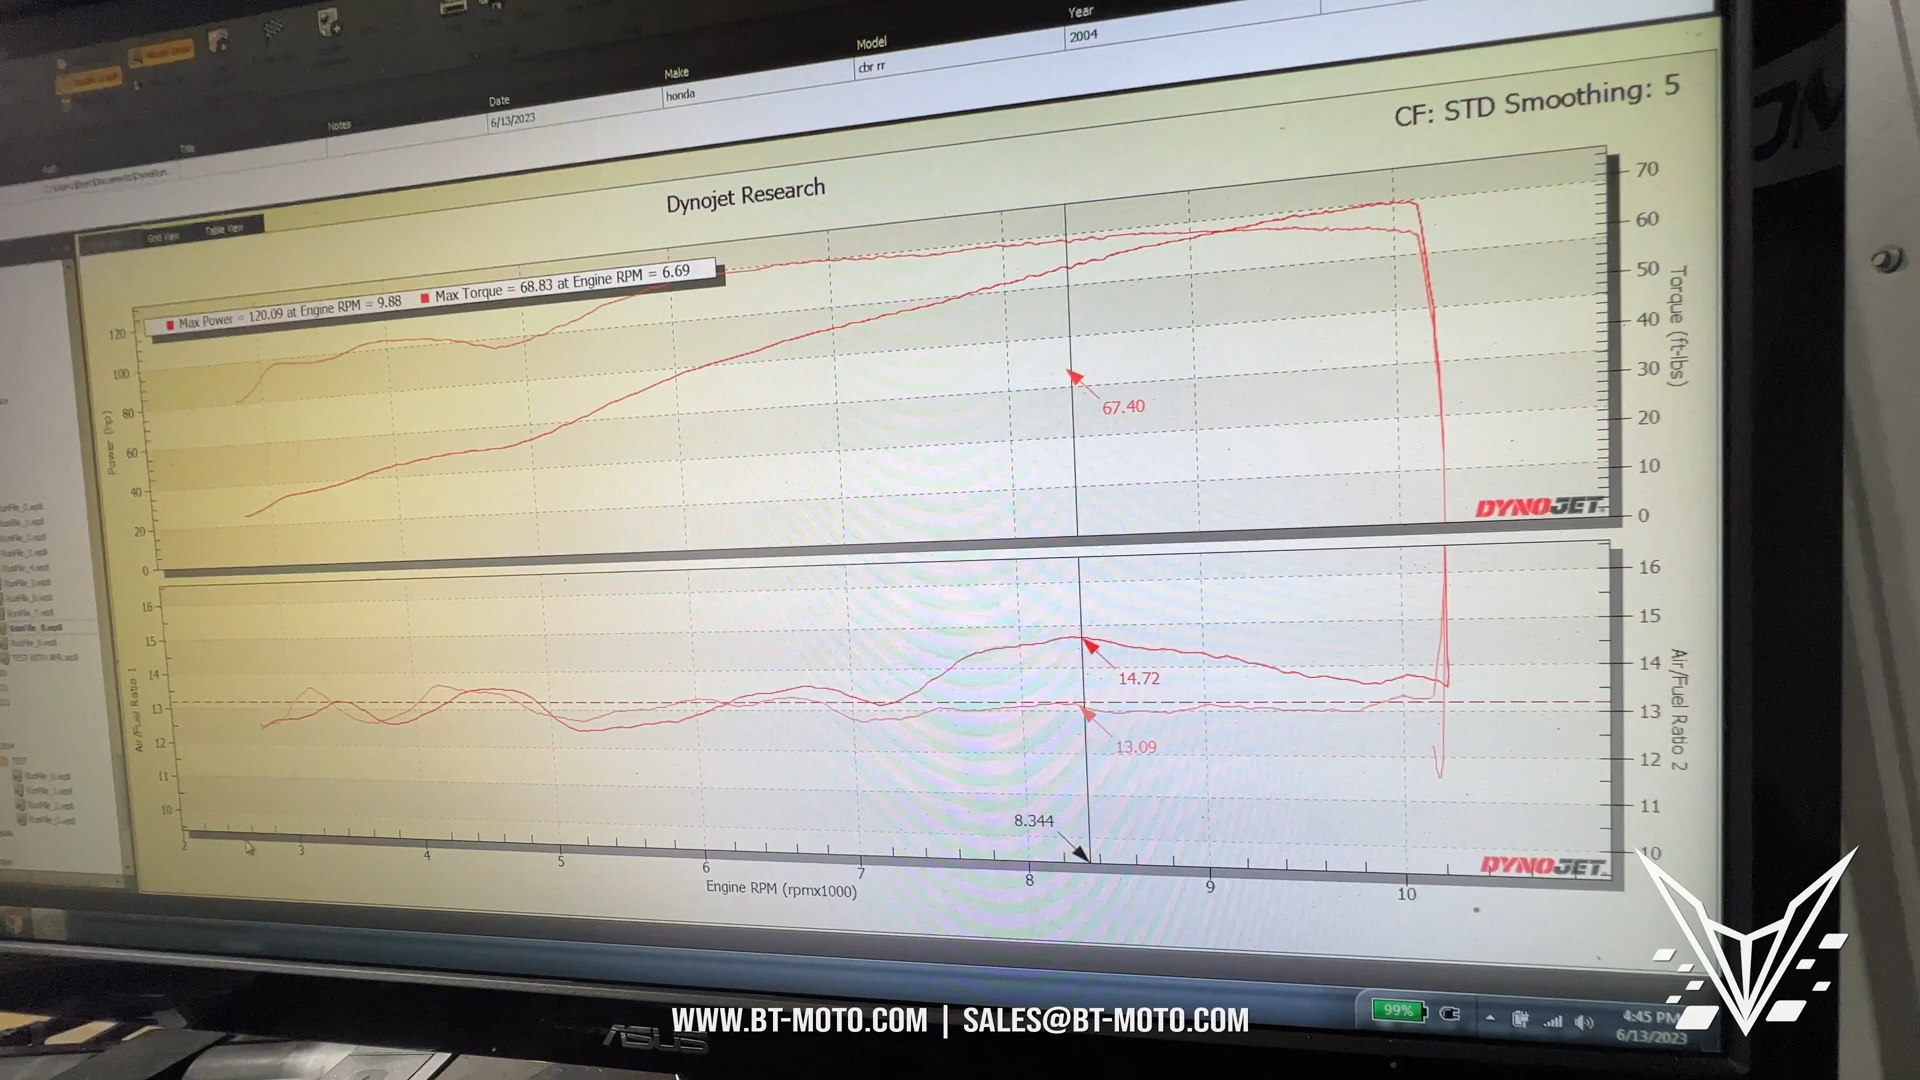 Year
2004
Model
cbr rr
Make
honda
Date
6/13/2023
Notes
Title
CF: STD Smoothing: 5
Dynojet Research
Grid View
Table View
Max Power = 120.09 at Engine RPM = 9.88
Max Torque = 68.83 at Engine RPM = 6.69
Power (hp)
120
100
80
60
40
20
0
70
60
50
40
30
20
10
0
Torque (ft-lbs)
67.40
DYNOJET
Air/Fuel Ratio 1
16
15
14
13
12
11
10
16
15
14
13
12
11
10
Air/Fuel Ratio 2
14.72
13.09
8.344
DYNOJET
2
3
4
5
6
7
8
9
10
Engine RPM (rpmx1000)
TEST
99%
4:45 PM
6/13/2023
ASUS
WWW.BT-MOTO.COM | SALES@BT-MOTO.COM